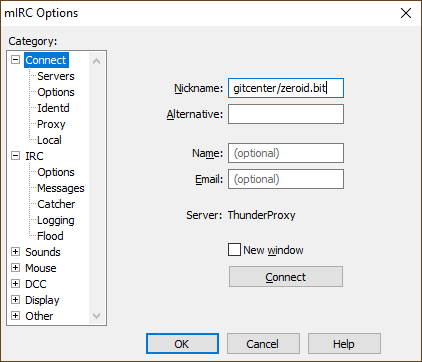 mIRC Options
Category:
Connect
Servers
Options
Identd
Proxy
Local
IRC
Options
Messages
Catcher
Logging
Flood
Sounds
Mouse
DCC
Display
Other
Nickname: gitcenter/zeroid.bit
Alternative:
Name: (optional)
Email: (optional)
Server: ThunderProxy
New window
Connect
OK Cancel Help